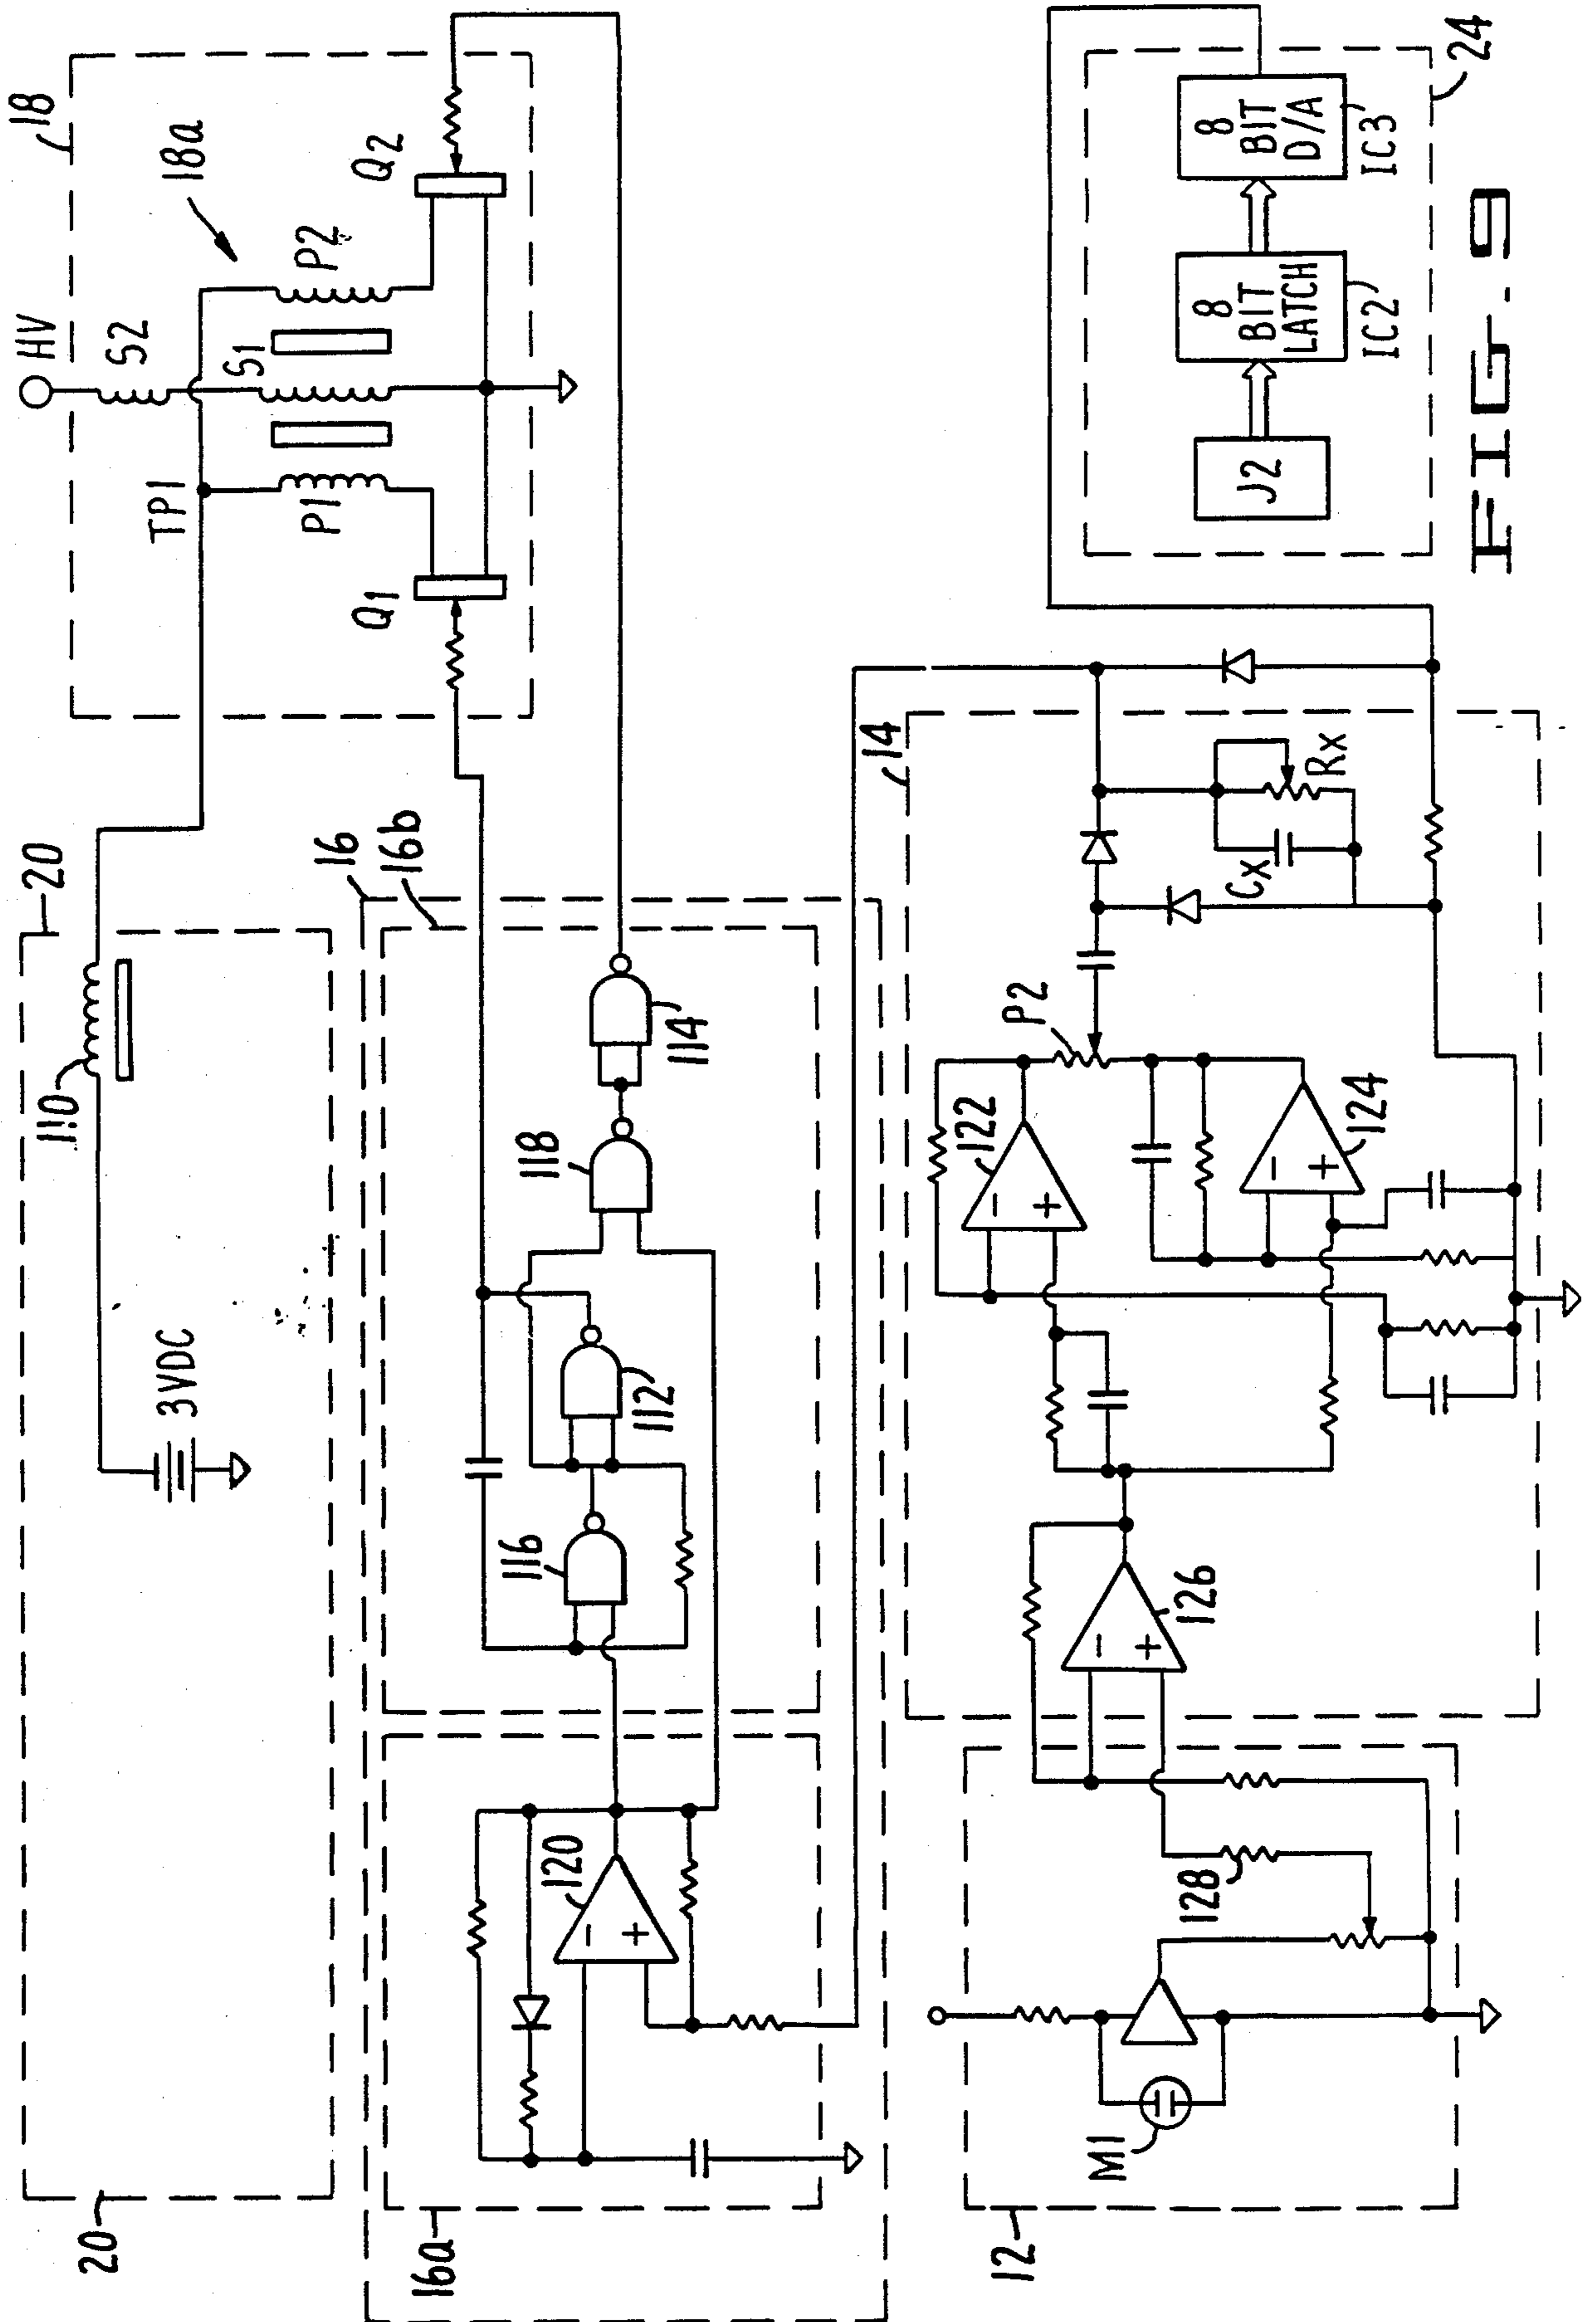 20
110
3VDC
20
18
HV
S2
18a
TP1
S1
P2
P1
Q1
Q2
16
16b
116
112
118
114
120
16a
14
122
P2
124
126
Cx
Rx
12
128
M1
J2
8 BIT LATCH
IC2
8 BIT D/A
IC3
24
FIG. 9